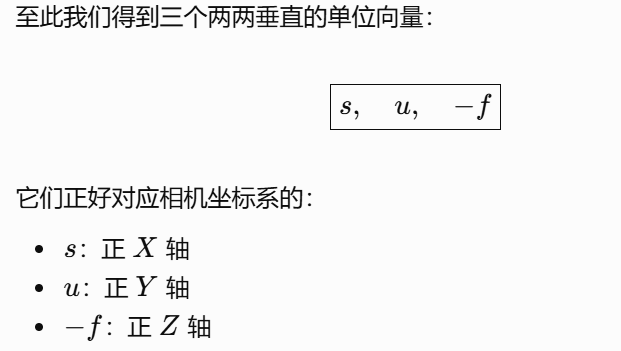 至此我们得到三个两两垂直的单位向量：
s, u, −f
它们正好对应相机坐标系的：
• s：正 X 轴
• u：正 Y 轴
• −f：正 Z 轴